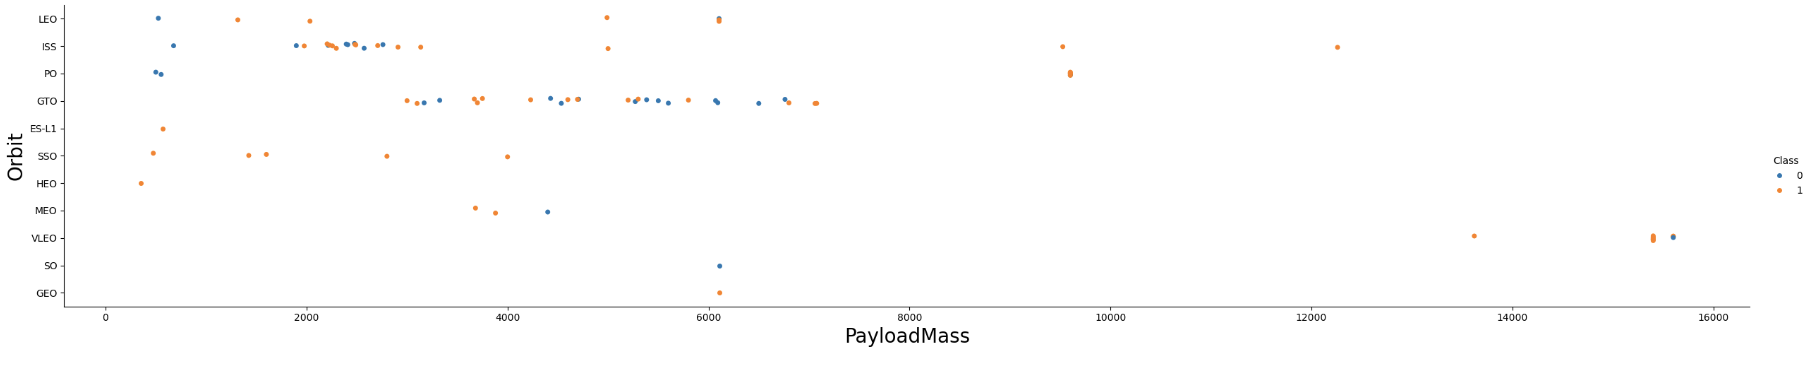 LEO
ISS
PO
GTO
ES-L1
SSO
HEO
MEO
VLEO
SO
GEO
Orbit
0 2000 4000 6000 8000 10000 12000 14000 16000
PayloadMass
Class
0
1